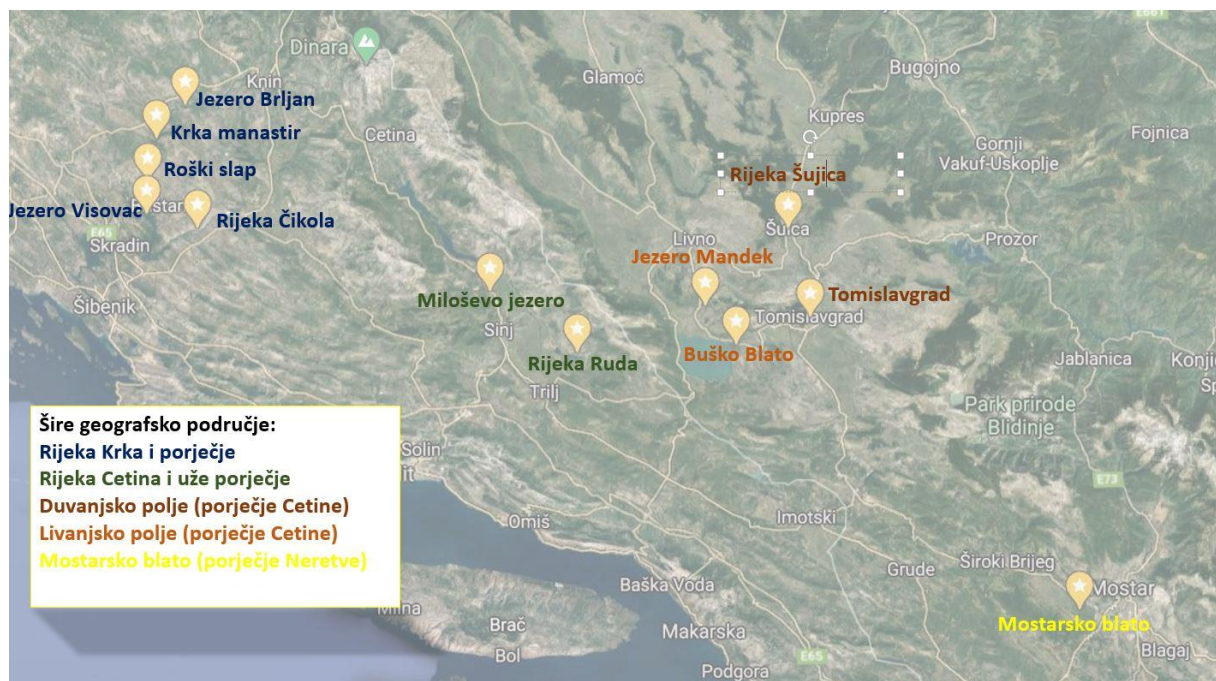 Dinara
Knin
Glamoč
Bugojno
Jezero Brljan
Kupres
Krka manastir
Cetina
Gornji
Vakuf-Uskoplje
Fojnica
Roški slap
Rijeka Šujica
Jezero Visovac
Rijeka Čikola
E65
Skradin
Šujica
Livno
Prozor
Jezero Mandek
Miloševo jezero
Tomislavgrad
Šibenik
Tomislavgrad
Sinj
Buško Blato
Rijeka Ruda
Jablanica
Trilj
Park prirode
Blidinje
Šire geografsko područje:
Rijeka Krka i porječje
Rijeka Cetina i uže porječje
Duvanjsko polje (porječje Cetine)
Livanjsko polje (porječje Cetine)
Mostarsko blato (porječje Neretve)
Solin
E73
Omiš
Imotski
Široki Brijeg
Grude
Baška Voda
Mostar
Brač
Bol
Makarska
Mostarsko blato
E65
Blagaj
Podgora